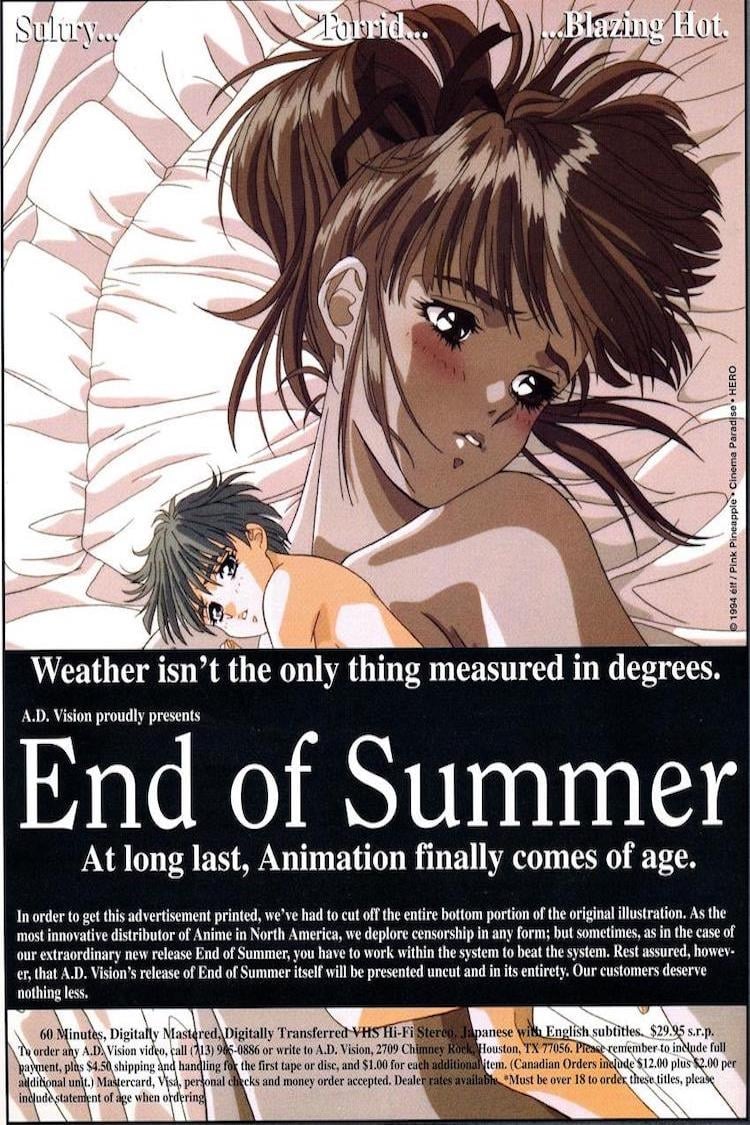 Sultry...
Torrid...
...Blazing Hot.
© 1994 élf / Pink Pineapple • Cinema Paradise • HERO
Weather isn't the only thing measured in degrees.
A.D. Vision proudly presents
End of Summer
At long last, Animation finally comes of age.
In order to get this advertisement printed, we've had to cut off the entire bottom portion of the original illustration. As the
most innovative distributor of Anime in North America, we deplore censorship in any form; but sometimes, as in the case of
our extraordinary new release End of Summer, you have to work within the system to beat the system. Rest assured, howev-
er, that A.D. Vision's release of End of Summer itself will be presented uncut and in its entirety. Our customers deserve
nothing less.
60 Minutes, Digitally Mastered, Digitally Transferred VHS Hi-Fi Stereo, Japanese with English subtitles. $29.95 s.r.p.
To order any A.D. Vision video, call (713) 965-0886 or write to A.D. Vision, 2709 Chimney Rock, Houston, TX 77056. Please remember to include full
payment, plus $4.50 shipping and handling for the first tape or disc, and $1.00 for each additional item. (Canadian Orders include $12.00 plus $2.00 per
additional unit.) Mastercard, Visa, personal checks and money order accepted. Dealer rates available. *Must be over 18 to order these titles, please
include statement of age when ordering.